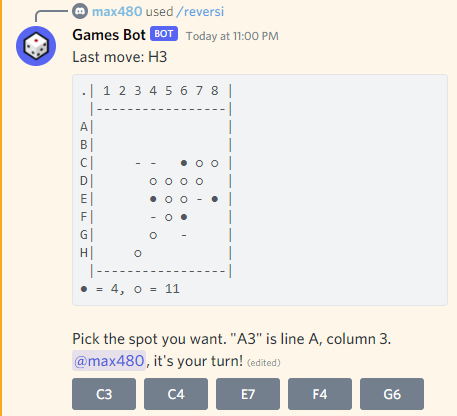 max480 used /reversi
Games Bot BOT Today at 11:00 PM
Last move: H3
.| 1 2 3 4 5 6 7 8 |
 |-----------------|
A|                 |
B|                 |
C|     - -   ● o o |
D|       o o o o   |
E|       ● o o - ● |
F|       - o ●     |
G|       o   -     |
H|     o           |
 |-----------------|
● = 4, o = 11
Pick the spot you want. "A3" is line A, column 3.
@max480, it's your turn! (edited)
C3 C4 E7 F4 G6